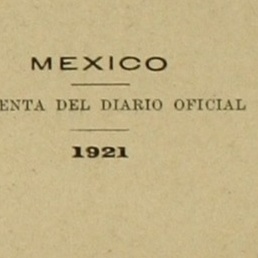 MEXICO
ENTA DEL DIARIO OFICIAL
1921